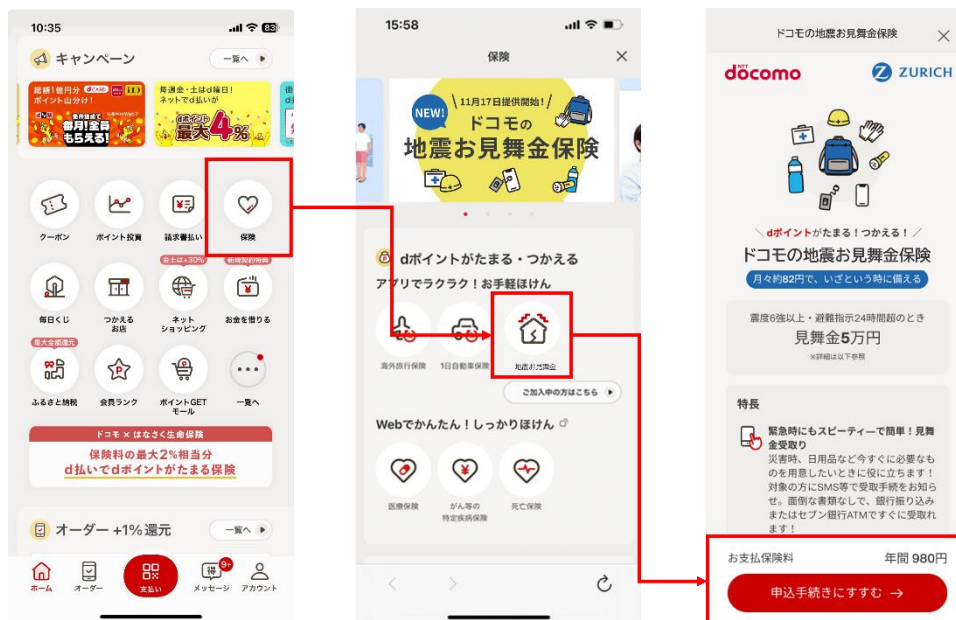 10:35
83
キャンペーン
一覧へ
総額1億円分
ポイント山分け!
d CARD
iD
条件達成で
毎月!全員
もらえる!
毎週金・土はd曜日!
ネットでd払いが
dポイント
最大4%
クーポン
ポイント投資
請求書払い
保険
金土は+30%
新規契約特典
毎日くじ
つかえる
お店
ネット
ショッピング
お金を借りる
最大全額還元
ふるさと納税
会員ランク
ポイントGET
モール
一覧へ
ドコモ × はなさく生命保険
保険料の最大2%相当分
d払いでdポイントがたまる保険
オーダー +1%還元
一覧へ
得
9+
ホーム
オーダー
支払い
メッセージ
アカウント
15:58
保険
NEW!
11月17日提供開始!
ドコモの
地震お見舞金保険
dポイントがたまる・つかえる
アプリでラクラク!お手軽ほけん
海外旅行保険
1日自動車保険
地震お見舞金
ご加入中の方はこちら
Webでかんたん!しっかりほけん
医療保険
がん等の
特定疾病保険
死亡保険
ドコモの地震お見舞金保険
NTT
döcomo
Z ZURICH
dポイントがたまる!つかえる!
ドコモの地震お見舞金保険
月々約82円で、いざという時に備える
震度6強以上・避難指示24時間超のとき
見舞金5万円
※詳細は以下参照
特長
緊急時にもスピーティーで簡単!見舞
金受取り
災害時、日用品など今すぐに必要なも
のを用意したいときに役に立ちます!
対象の方にSMS等で受取手続をお知ら
せ。面倒な書類なしで、銀行振り込み
またはセブン銀行ATMですぐに受取れ
ます!
お支払保険料
年間 980円
申込手続きにすすむ →